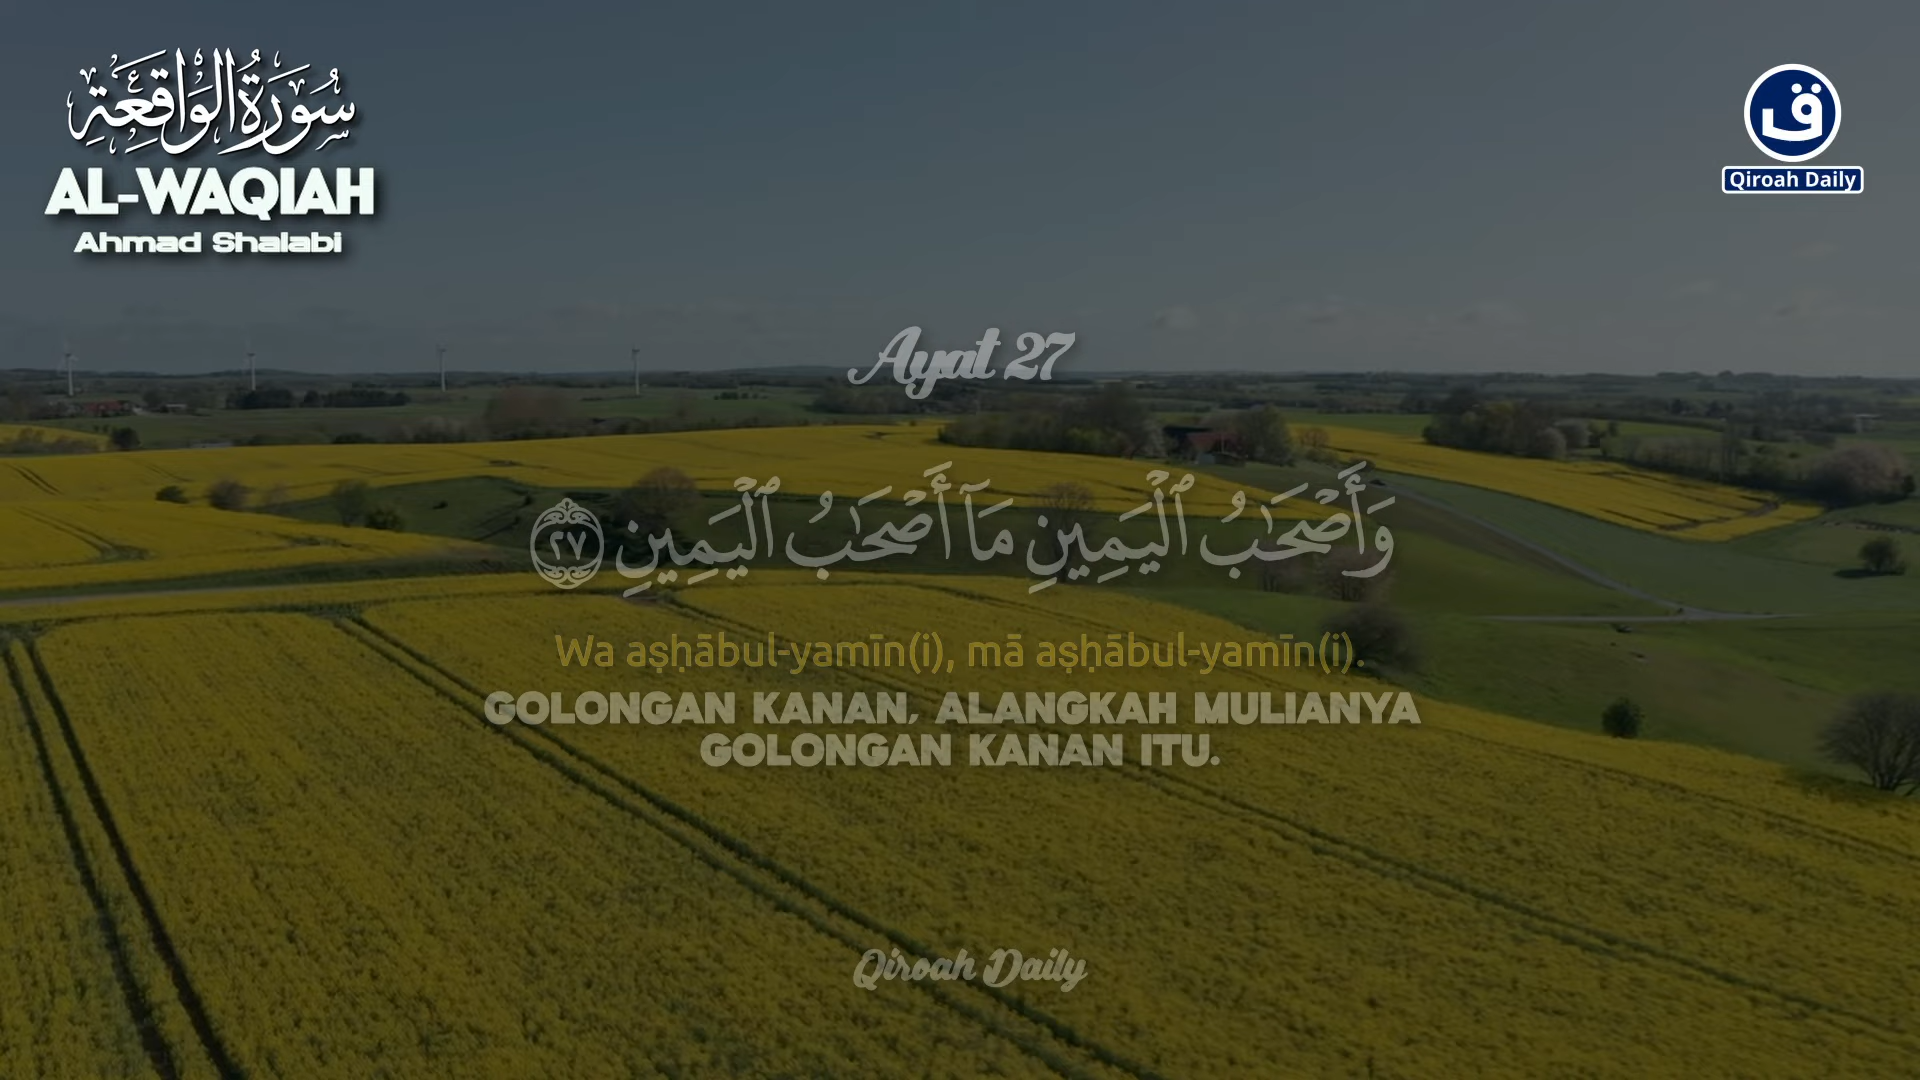 سُورَةُ الْوَاقِعَةِ
AL-WAQIAH
Ahmad Shalabi
ق
Qiroah Daily
Ayat 27
وَأَصْحَٰبُ ٱلْيَمِينِ مَآ أَصْحَٰبُ ٱلْيَمِينِ ٢٧
Wa aṣḥābul-yamīn(i), mā aṣḥābul-yamīn(i).
GOLONGAN KANAN, ALANGKAH MULIANYA
GOLONGAN KANAN ITU.
Qiroah Daily